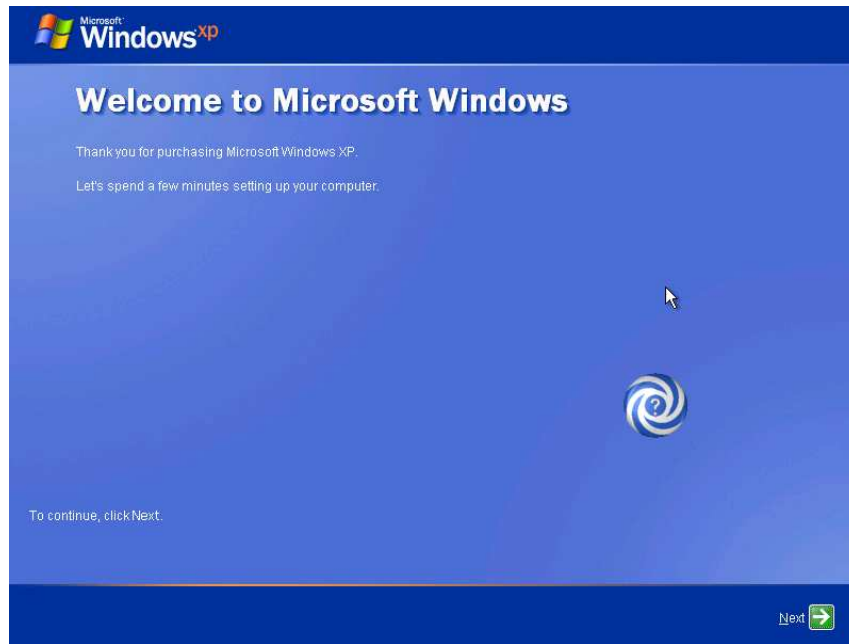 Microsoft
Windows xp
Welcome to Microsoft Windows
Thank you for purchasing Microsoft Windows XP.
Let's spend a few minutes setting up your computer.
?
To continue, click Next.
Next